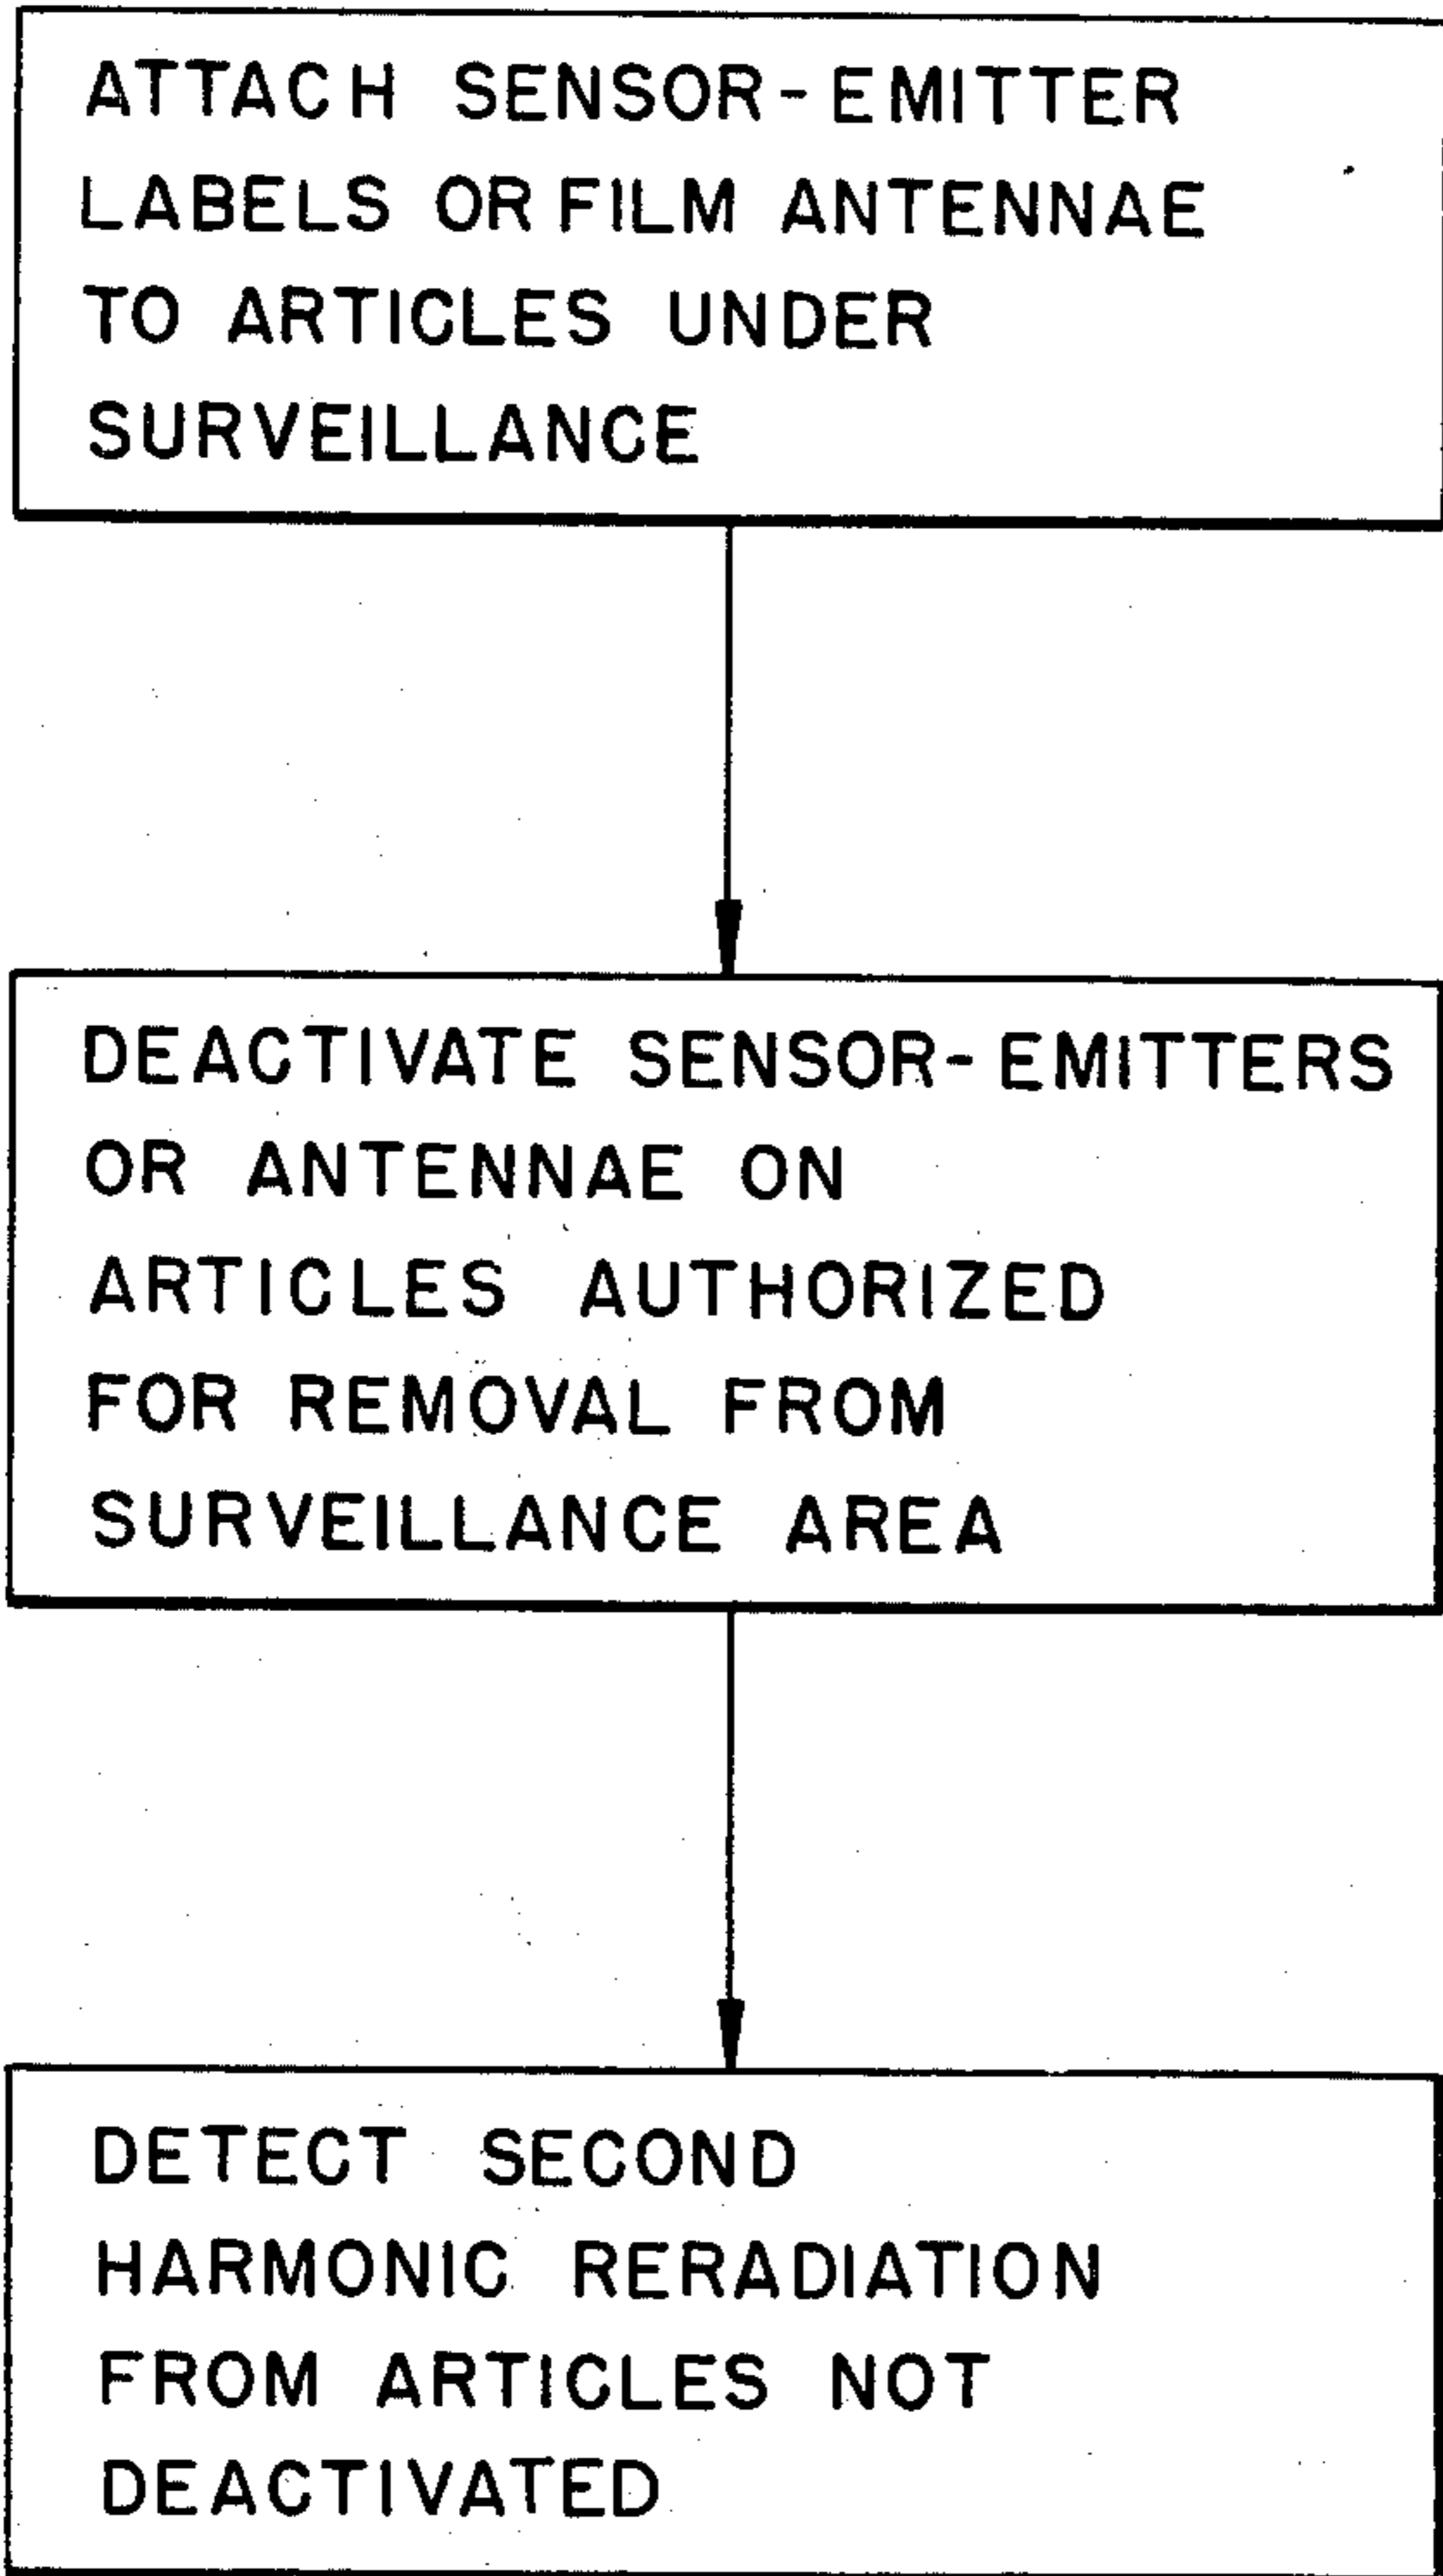 ATTACH SENSOR-EMITTER
LABELS OR FILM ANTENNAE
TO ARTICLES UNDER
SURVEILLANCE
DEACTIVATE SENSOR-EMITTERS
OR ANTENNAE ON
ARTICLES AUTHORIZED
FOR REMOVAL FROM
SURVEILLANCE AREA
DETECT SECOND
HARMONIC RERADIATION
FROM ARTICLES NOT
DEACTIVATED